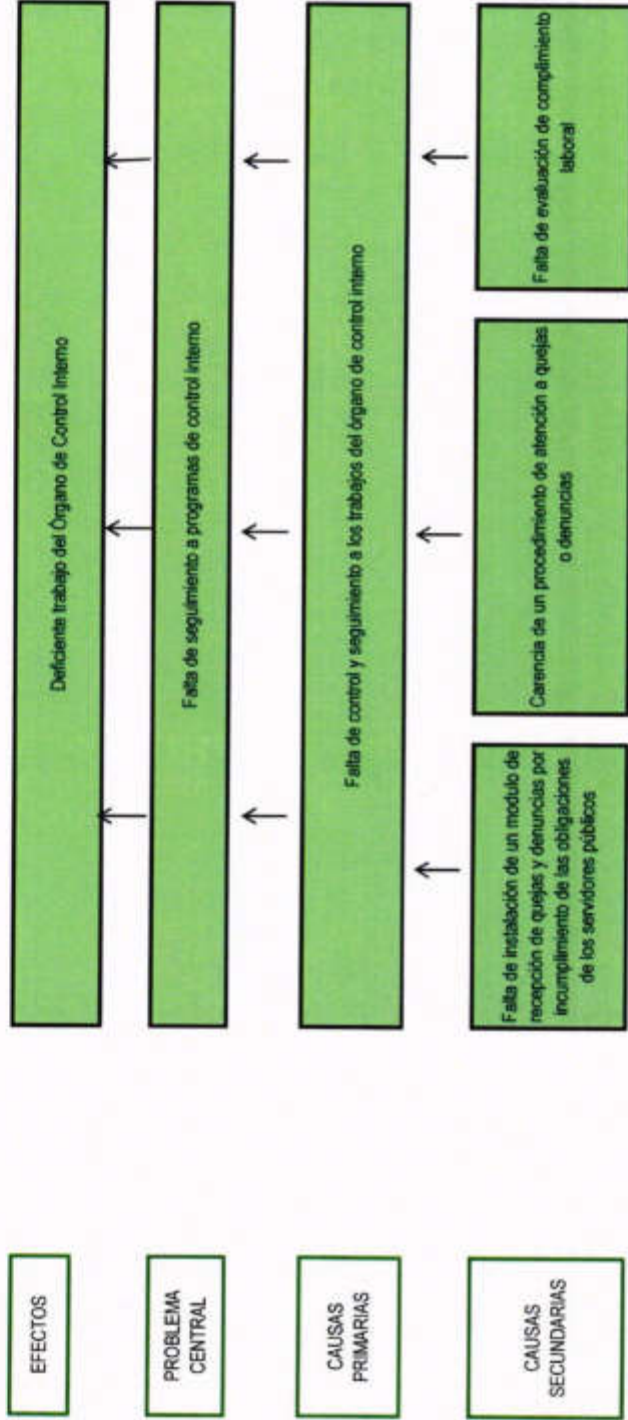 EFECTOS
Deficiente trabajo del Órgano de Control Interno
PROBLEMA
CENTRAL
Falta de seguimiento a programas de control interno
CAUSAS
PRIMARIAS
Falta de control y seguimiento a los trabajos del órgano de control interno
CAUSAS
SECUNDARIAS
Falta de instalación de un modulo de
recepción de quejas y denuncias por
incumplimiento de las obligaciones
de los servidores públicos
Carencia de un procedimiento de atención a quejas
o denuncias
Falta de evaluación de complimiento
laboral